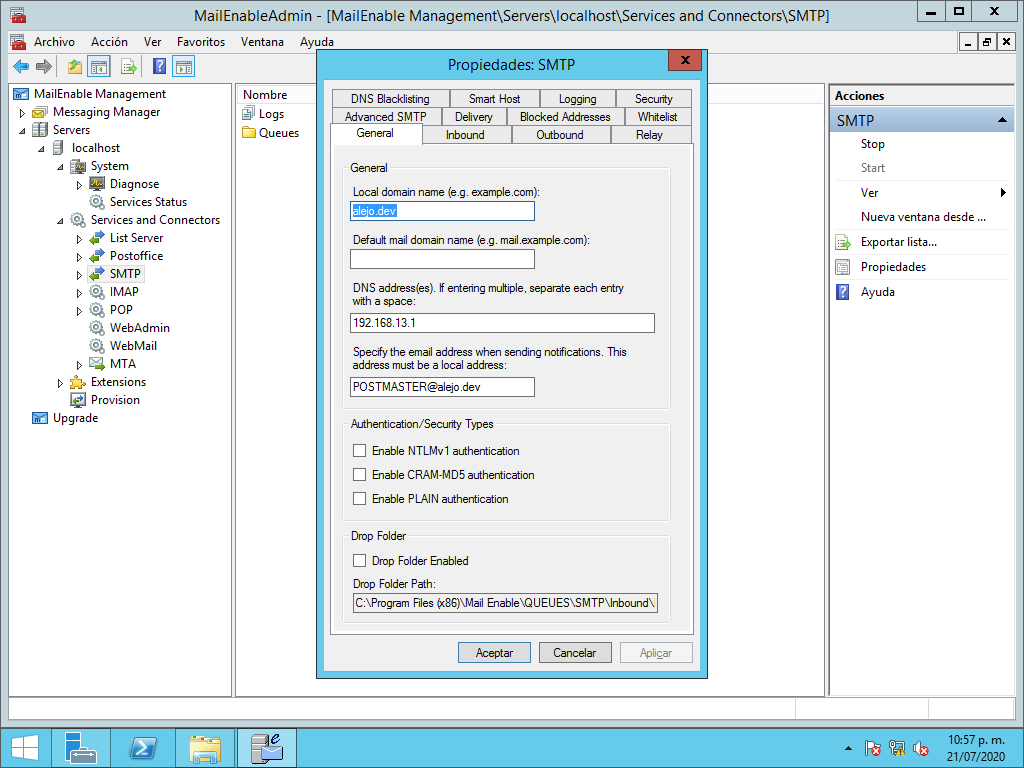 MailEnableAdmin - [MailEnable Management\Servers\localhost\Services and Connectors\SMTP]
Archivo Acción Ver Favoritos Ventana Ayuda
MailEnable Management
Messaging Manager
Servers
localhost
System
Diagnose
Services Status
Services and Connectors
List Server
Postoffice
SMTP
IMAP
POP
WebAdmin
WebMail
MTA
Extensions
Provision
Upgrade
Nombre
Logs
Queues
Propiedades: SMTP
DNS Blacklisting Smart Host Logging Security
Advanced SMTP Delivery Blocked Addresses Whitelist
General Inbound Outbound Relay
General
Local domain name (e.g. example.com):
alejo.dev
Default mail domain name (e.g. mail.example.com):
DNS address(es). If entering multiple, separate each entry
with a space:
192.168.13.1
Specify the email address when sending notifications. This
address must be a local address:
POSTMASTER@alejo.dev
Authentication/Security Types
Enable NTLMv1 authentication
Enable CRAM-MD5 authentication
Enable PLAIN authentication
Drop Folder
Drop Folder Enabled
Drop Folder Path:
C:\Program Files (x86)\Mail Enable\QUEUES\SMTP\Inbound\
Aceptar Cancelar Aplicar
Acciones
SMTP
Stop
Start
Ver
Nueva ventana desde ...
Exportar lista...
Propiedades
Ayuda
10:57 p. m.
21/07/2020